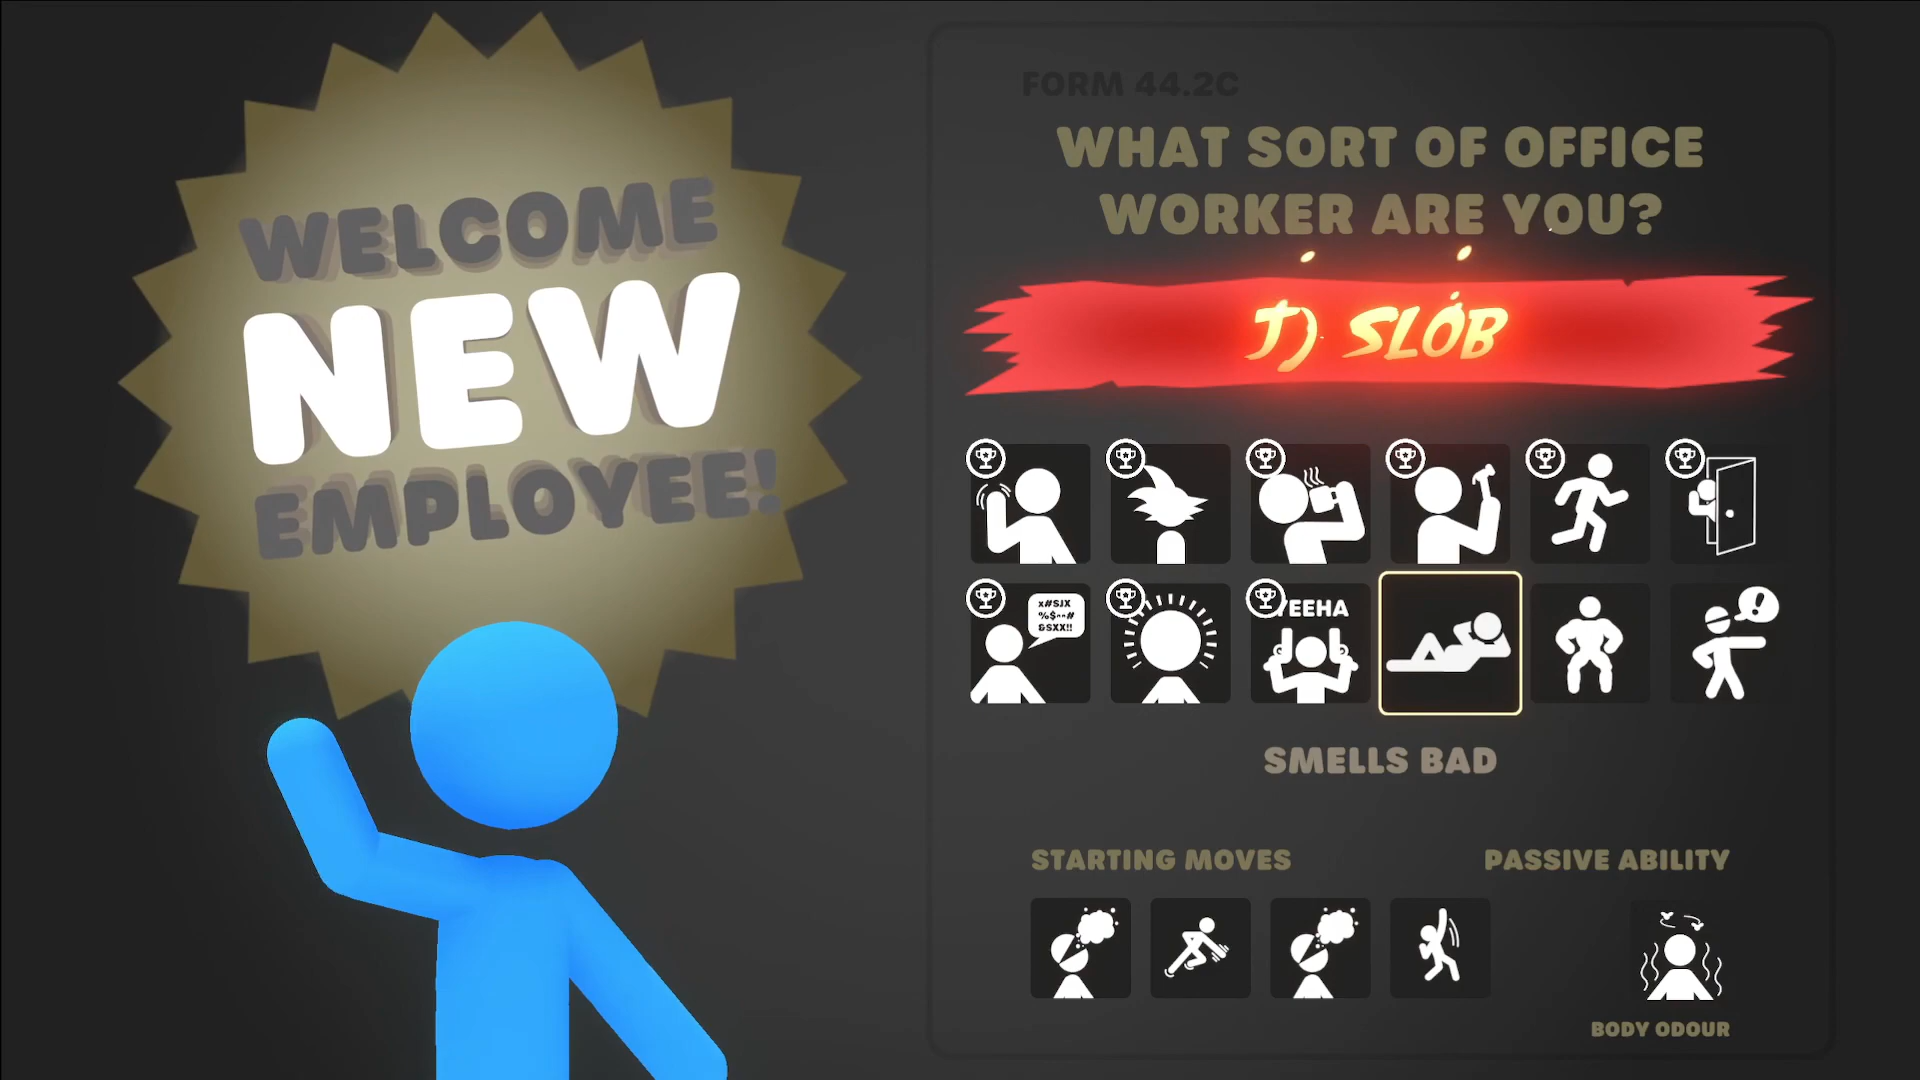 WELCOME
NEW
EMPLOYEE!
FORM 44.2C
WHAT SORT OF OFFICE
WORKER ARE YOU?
J) SLOB
x#SJX
%$^^#
&SXX!!
YEEHA
!
SMELLS BAD
STARTING MOVES
PASSIVE ABILITY
BODY ODOUR